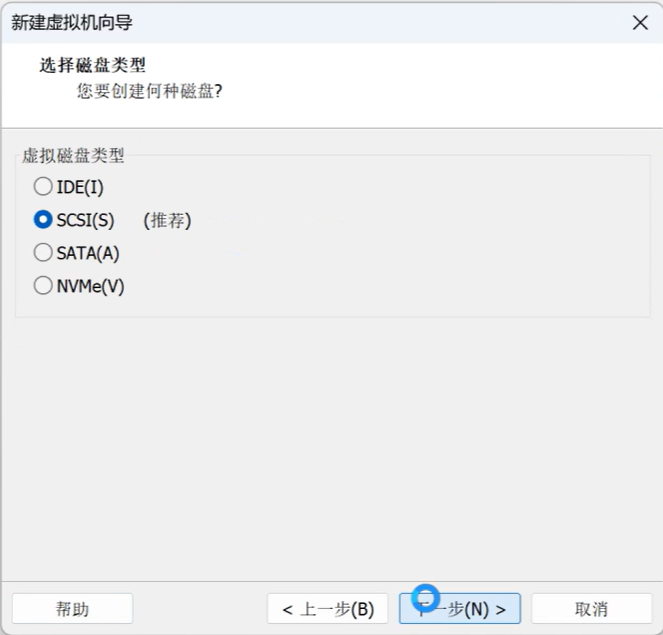 新建虚拟机向导
选择磁盘类型
您要创建何种磁盘?
虚拟磁盘类型
IDE(I)
SCSI(S) (推荐)
SATA(A)
NVMe(V)
帮助 < 上一步(B) 下一步(N) > 取消